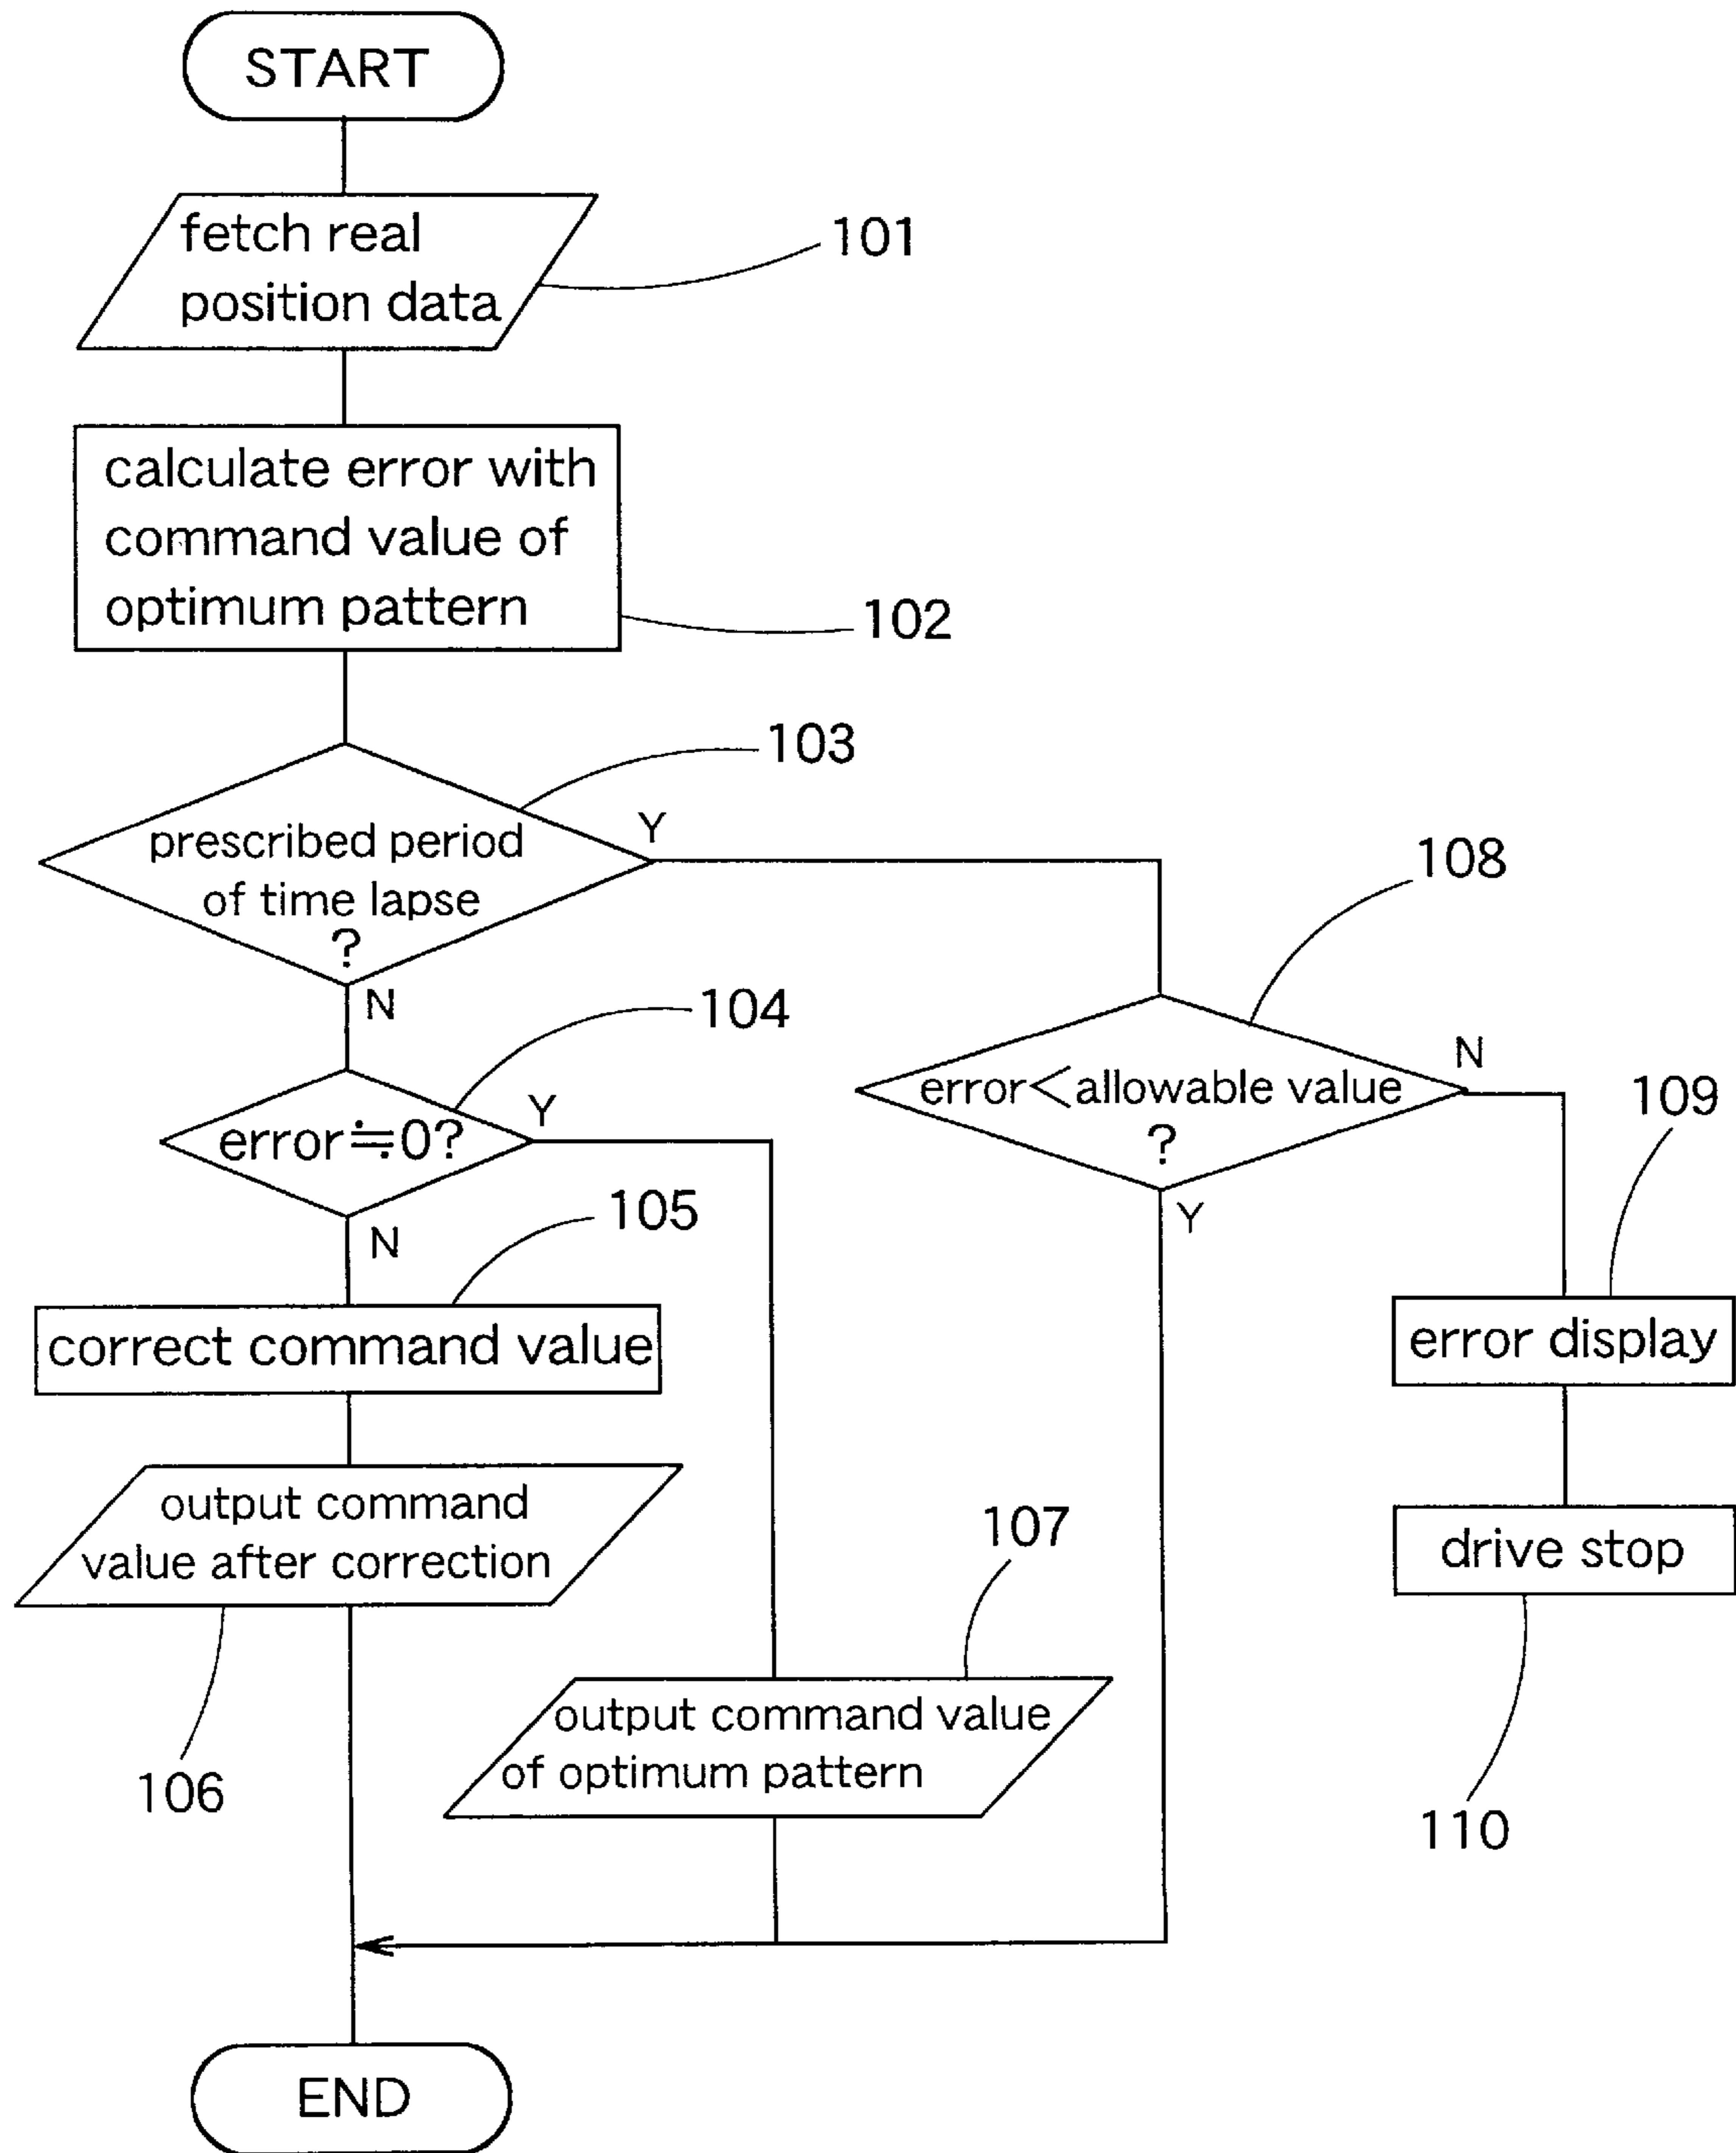 START
fetch real
position data
101
calculate error with
command value of
optimum pattern
102
103
prescribed period
of time lapse
?
Y
N
108
104
error≒0?
Y
N
error<allowable value
?
N
Y
109
105
correct command value
error display
output command
value after correction
106
107
output command value
of optimum pattern
drive stop
110
END